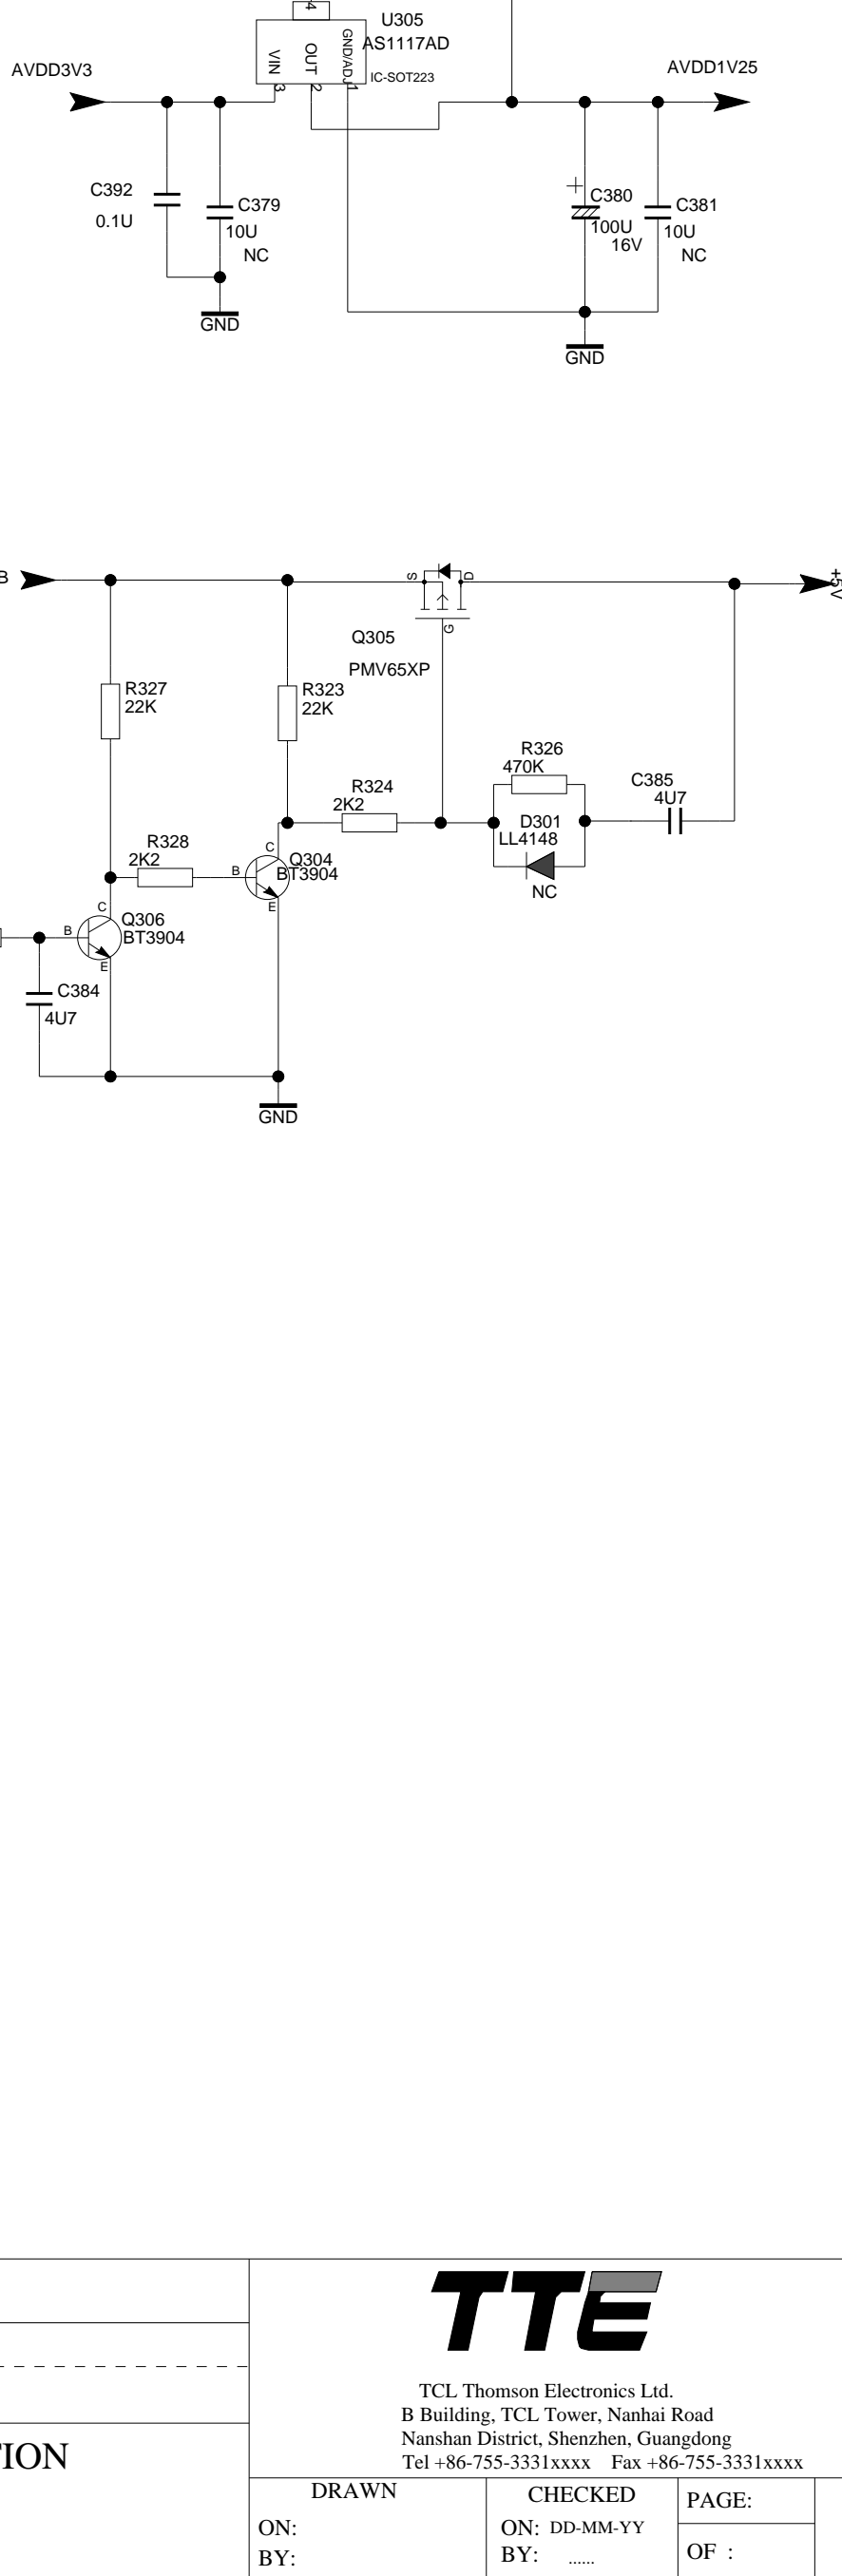 4
U305
AS1117AD
VIN
OUT
GND/ADJ
IC-SOT223
3
2
1
AVDD3V3
AVDD1V25
C392
0.1U
C379
10U
NC
C380
100U
16V
C381
10U
NC
GND
GND
B
S
D
G
+5V
Q305
PMV65XP
R327
22K
R323
22K
R326
470K
C385
4U7
R324
2K2
D301
LL4148
NC
R328
2K2
C
B
E
Q304
BT3904
C
B
E
Q306
BT3904
C384
4U7
GND
TTE
TCL Thomson Electronics Ltd.
B Building, TCL Tower, Nanhai Road
Nanshan District, Shenzhen, Guangdong
Tel +86-755-3331xxxx Fax +86-755-3331xxxx
TION
DRAWN
CHECKED
PAGE:
ON:
ON: DD-MM-YY
BY:
BY: ......
OF :